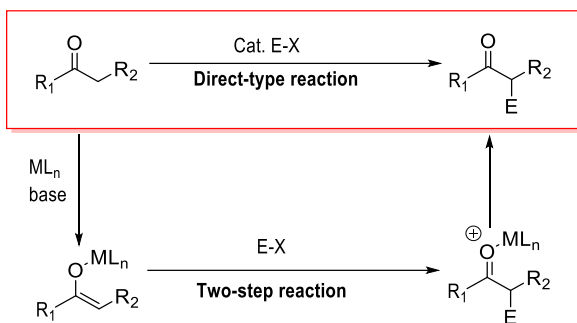 O
R₁
R₂
Cat. E-X
Direct-type reaction
O
R₁
R₂
E
MLₙ
base
O
MLₙ
R₁
R₂
E-X
Two-step reaction
⊕
O
MLₙ
R₁
R₂
E